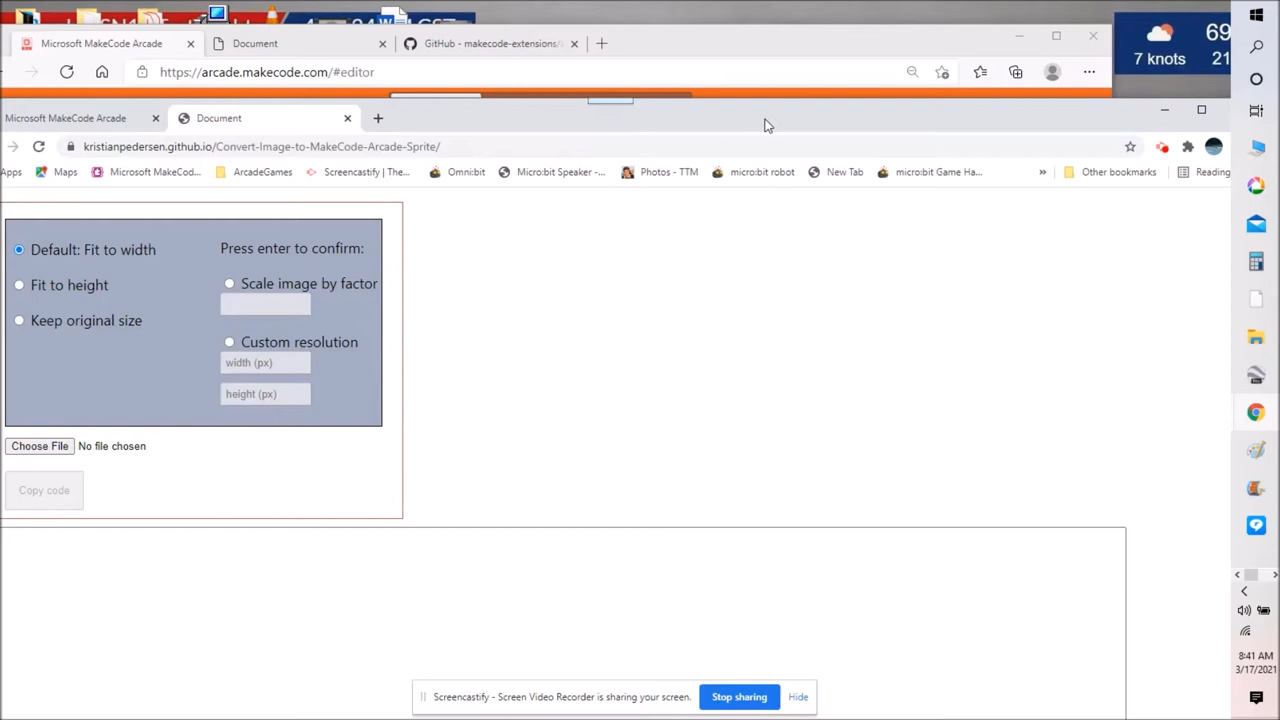 Microsoft MakeCode Arcade
Document
GitHub - makecode-extensions/
https://arcade.makecode.com/#editor
7 knots
69
21
Microsoft MakeCode Arcade
Document
kristianpedersen.github.io/Convert-Image-to-MakeCode-Arcade-Sprite/
Apps
Maps
Microsoft MakeCod...
ArcadeGames
Screencastify | The...
Omni:bit
Micro:bit Speaker -...
Photos - TTM
micro:bit robot
New Tab
micro:bit Game Ha...
»
Other bookmarks
Reading
Default: Fit to width
Fit to height
Keep original size
Press enter to confirm:
Scale image by factor
Custom resolution
width (px)
height (px)
Choose File No file chosen
Copy code
Screencastify - Screen Video Recorder is sharing your screen.
Stop sharing
Hide
8:41 AM
3/17/2021